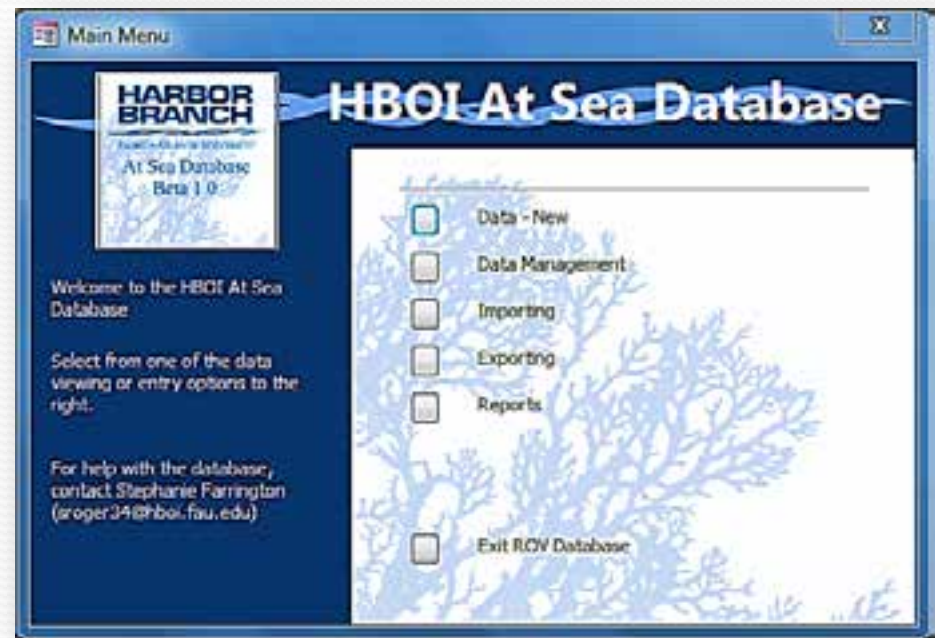 Main Menu
HARBOR
BRANCH
At Sea Database
Beta 1.0
HBOI At Sea Database
Welcome to the HBOI At Sea
Database
Select from one of the data
viewing or entry options to the
right.
For help with the database,
contact Stephanie Farrington
(sroger34@hboi.fau.edu)
Data - New
Data Management
Importing
Exporting
Reports
Exit ROV Database